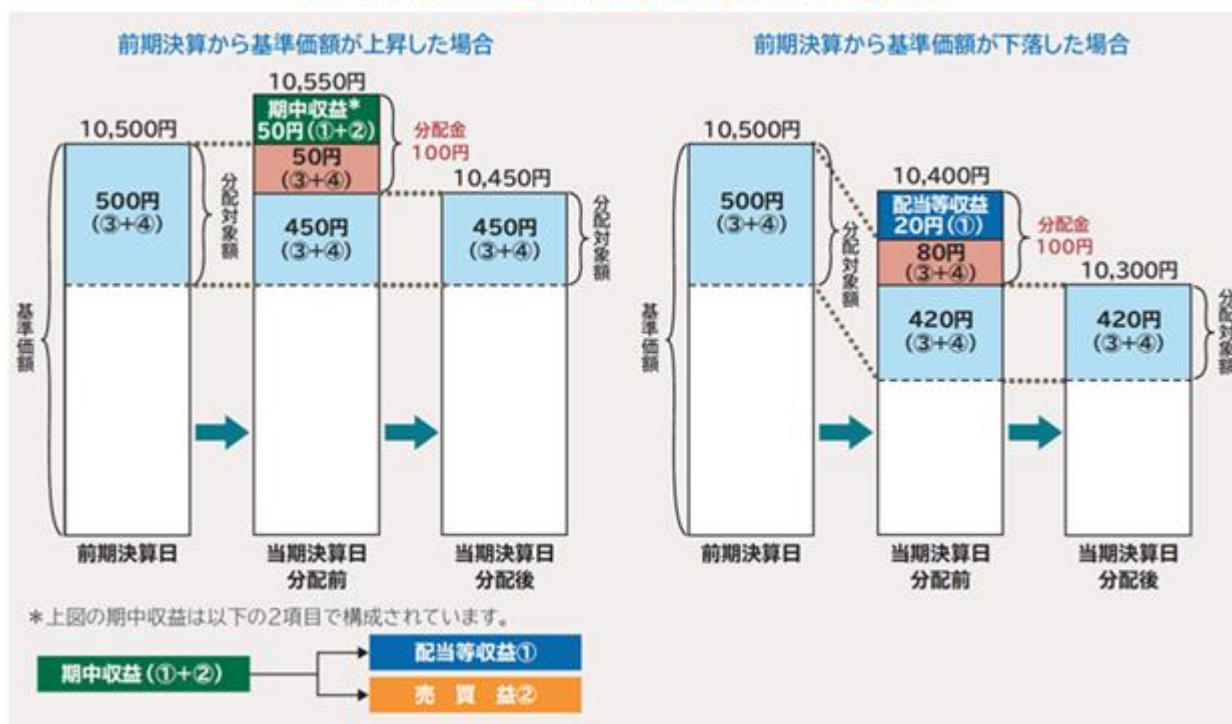 前期決算から基準価額が上昇した場合
10,500円
500円
(③+④)
分配対象額
基準価額
10,550円
期中収益*
50円(①+②)
50円
(③+④)
450円
(③+④)
分配金
100円
10,450円
450円
(③+④)
分配対象額
前期決算日
当期決算日
分配前
当期決算日
分配後
前期決算から基準価額が下落した場合
10,500円
500円
(③+④)
分配対象額
基準価額
10,400円
配当等収益
20円(①)
80円
(③+④)
420円
(③+④)
分配金
100円
10,300円
420円
(③+④)
分配対象額
前期決算日
当期決算日
分配前
当期決算日
分配後
*上図の期中収益は以下の2項目で構成されています。
期中収益(①+②)
配当等収益①
売 買 益②